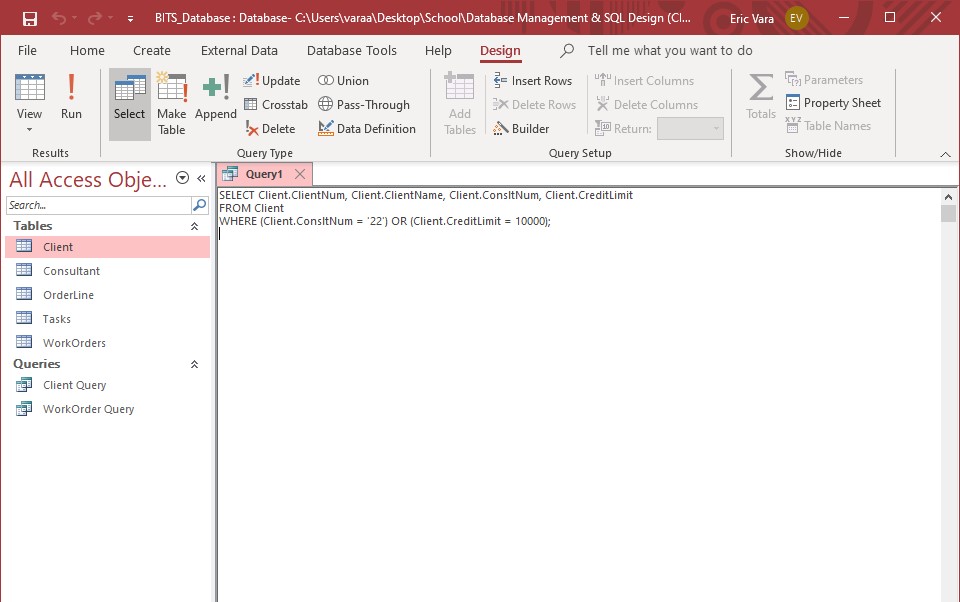 BITS_Database : Database- C:\Users\varaa\Desktop\School\Database Management & SQL Design (Cl...
Eric Vara
EV
File Home Create External Data Database Tools Help Design Tell me what you want to do
View
Run
Select
Make Table
Append
Update
Crosstab
Delete
Union
Pass-Through
Data Definition
Add Tables
Insert Rows
Delete Rows
Builder
Insert Columns
Delete Columns
Return:
Totals
Parameters
Property Sheet
Table Names
Results
Query Type
Query Setup
Show/Hide
All Access Obje...
Search...
Tables
Client
Consultant
OrderLine
Tasks
WorkOrders
Queries
Client Query
WorkOrder Query
Query1
SELECT Client.ClientNum, Client.ClientName, Client.ConsltNum, Client.CreditLimit
FROM Client
WHERE (Client.ConsltNum = '22') OR (Client.CreditLimit = 10000);